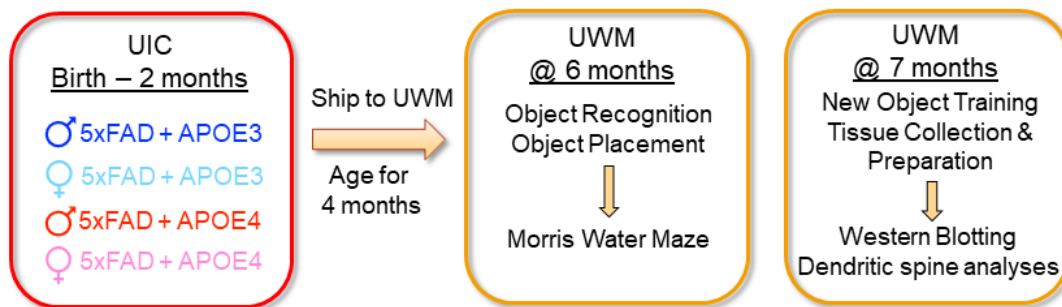 UIC
Birth – 2 months
♂ 5xFAD + APOE3
♀ 5xFAD + APOE3
♂ 5xFAD + APOE4
♀ 5xFAD + APOE4
Ship to UWM
Age for
4 months
UWM
@ 6 months
Object Recognition
Object Placement
Morris Water Maze
UWM
@ 7 months
New Object Training
Tissue Collection &
Preparation
Western Blotting
Dendritic spine analyses